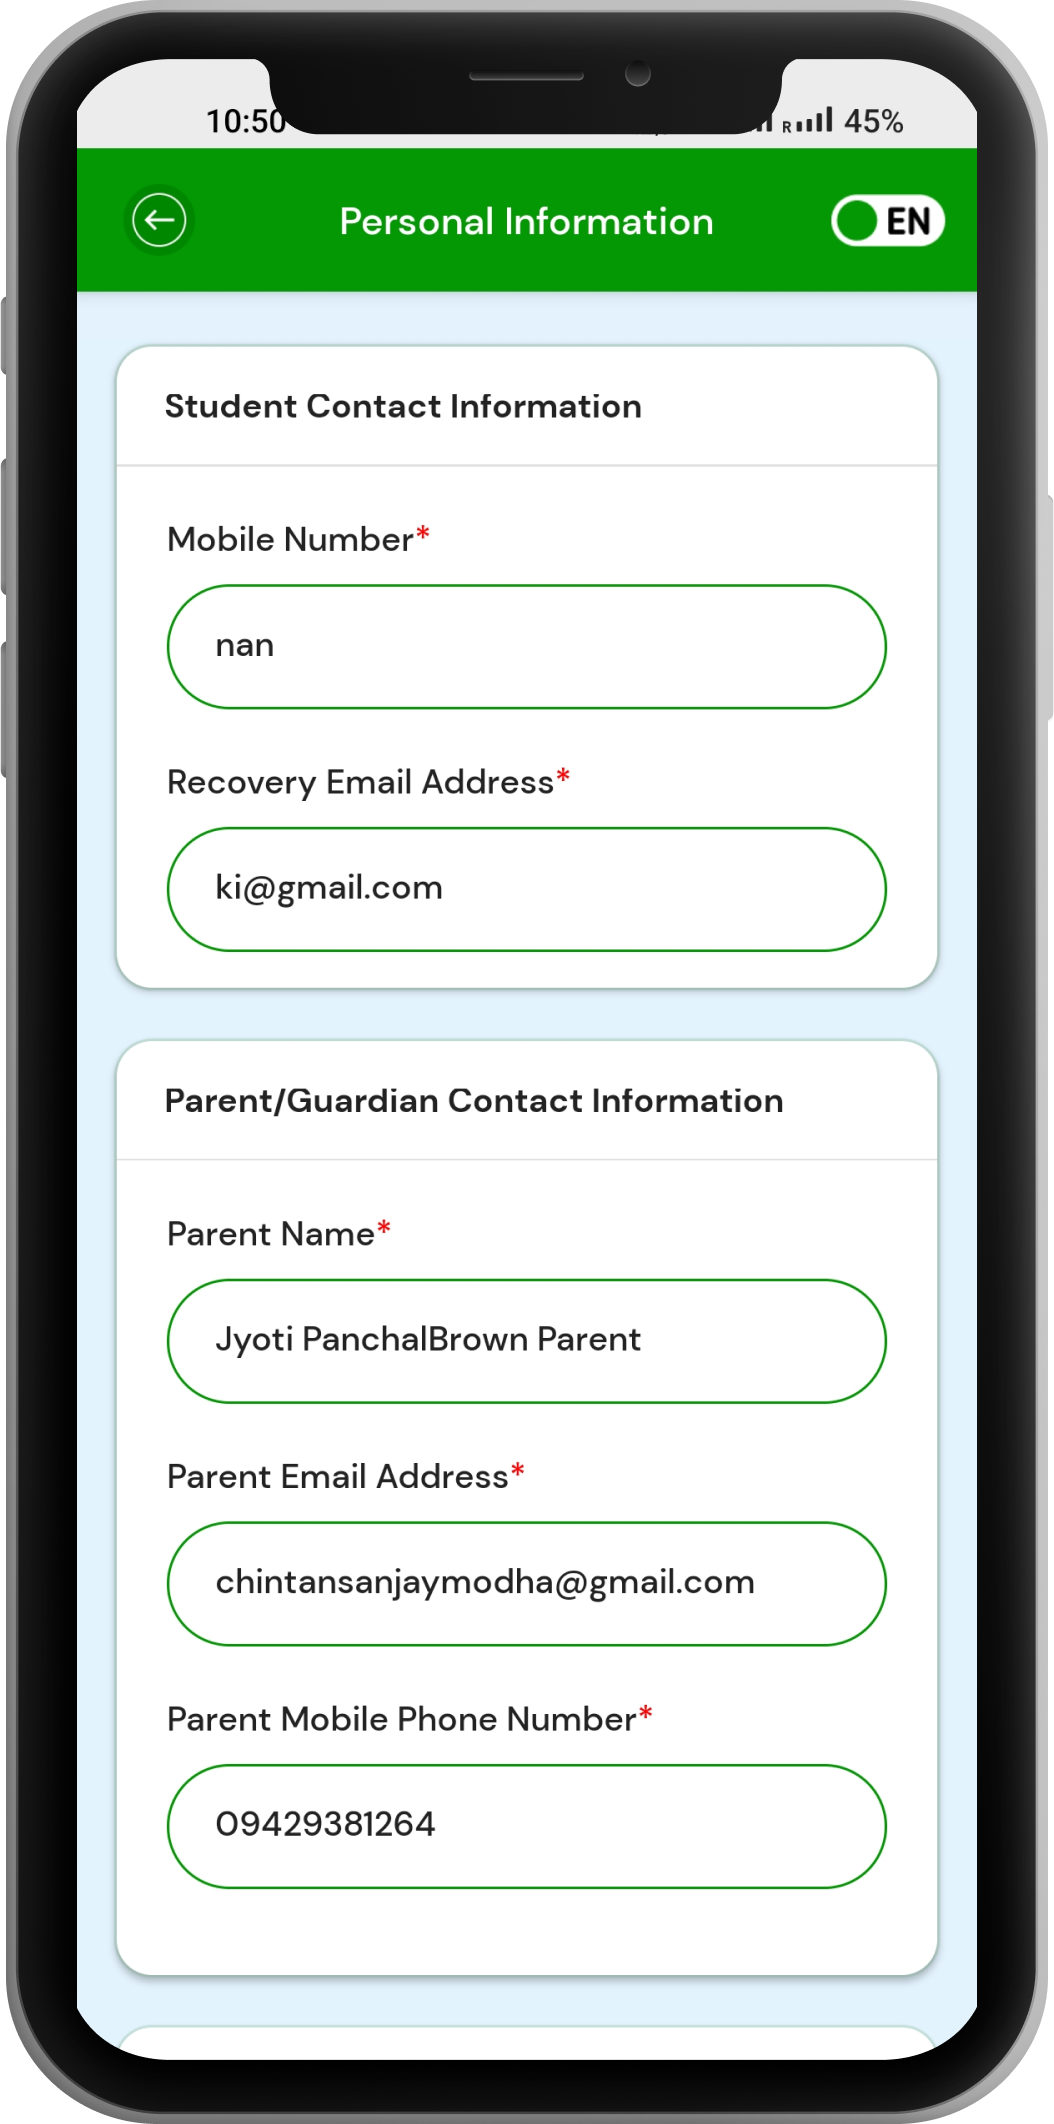 10:50
R 45%
Personal Information
EN
Student Contact Information
Mobile Number*
nan
Recovery Email Address*
ki@gmail.com
Parent/Guardian Contact Information
Parent Name*
Jyoti PanchalBrown Parent
Parent Email Address*
chintansanjaymodha@gmail.com
Parent Mobile Phone Number*
09429381264